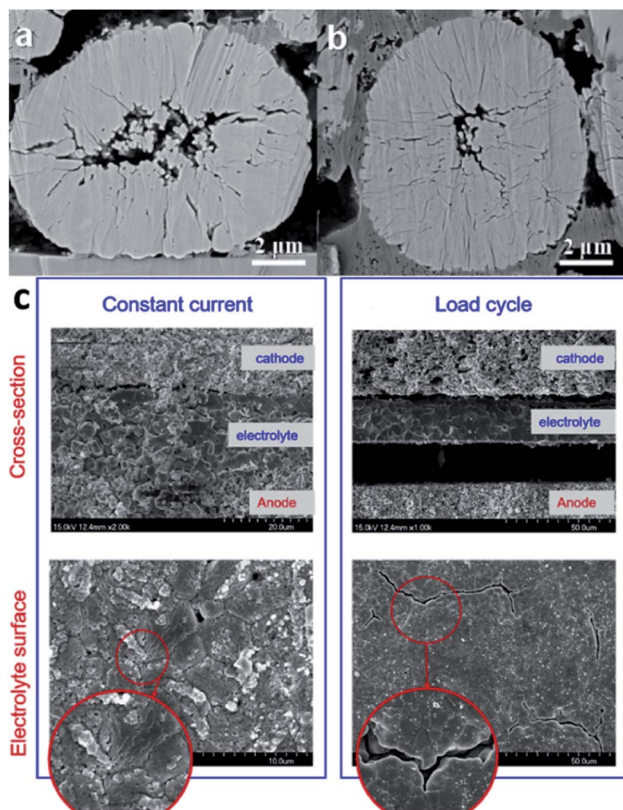 a
b
2 μm
2 μm
c
Constant current
Load cycle
Cross-section
cathode
electrolyte
Anode
15.0kV 12.4mm x2.00k
20.0um
cathode
electrolyte
Anode
15.0kV 12.4mm x1.00k
50.0um
Electrolyte surface
10.0um
50.0um